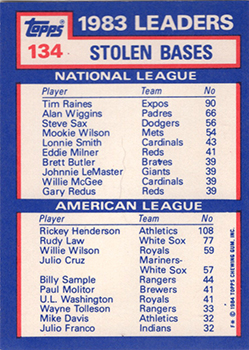 Topps
1983 LEADERS
134
STOLEN BASES
NATIONAL LEAGUE
Player Team No
Tim Raines Expos 90
Alan Wiggins Padres 66
Steve Sax Dodgers 56
Mookie Wilson Mets 54
Lonnie Smith Cardinals 43
Eddie Milner Reds 41
Brett Butler Braves 39
Johnnie LeMaster Giants 39
Willie McGee Cardinals 39
Gary Redus Reds 39
AMERICAN LEAGUE
Player Team No
Rickey Henderson Athletics 108
Rudy Law White Sox 77
Willie Wilson Royals 59
Julio Cruz Mariners-
White Sox 57
Billy Sample Rangers 44
Paul Molitor Brewers 41
U.L. Washington Royals 40
Wayne Tolleson Rangers 33
Mike Davis Athletics 32
Julio Franco Indians 32
© 1984 TOPPS CHEWING GUM, INC.